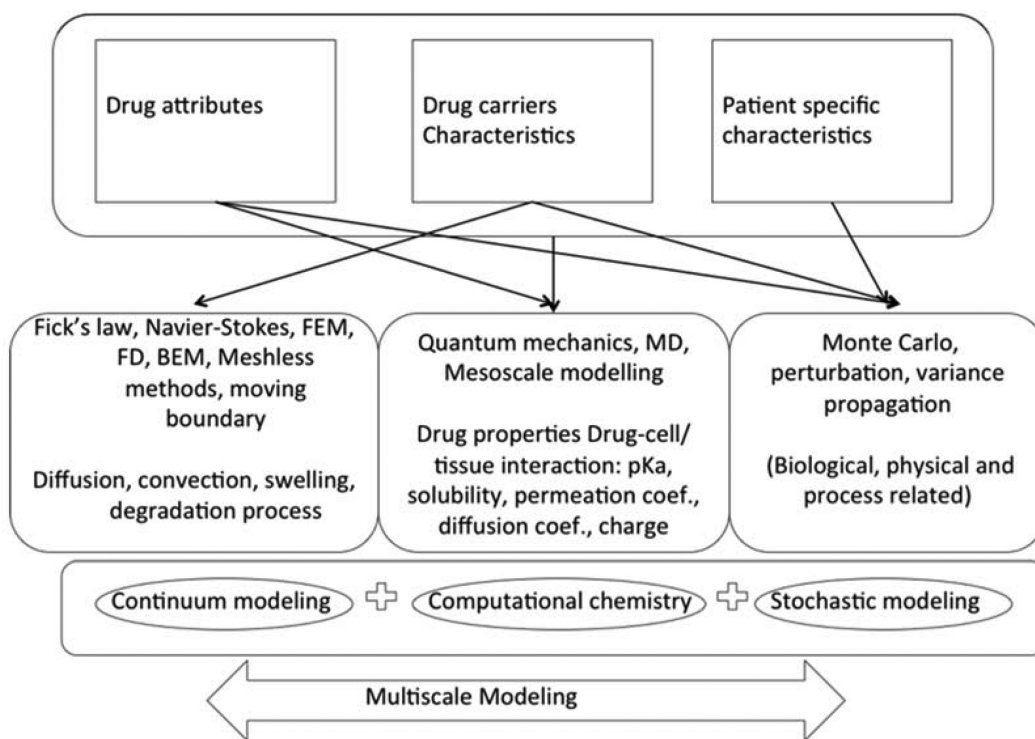 Drug attributes
Drug carriers
Characteristics
Patient specific
characteristics
Fick's law, Navier-Stokes, FEM,
FD, BEM, Meshless
methods, moving
boundary
Diffusion, convection, swelling,
degradation process
Quantum mechanics, MD,
Mesoscale modelling
Drug properties Drug-cell/
tissue interaction: pKa,
solubility, permeation coef.,
diffusion coef., charge
Monte Carlo,
perturbation, variance
propagation
(Biological, physical and
process related)
Continuum modeling
Computational chemistry
Stochastic modeling
Multiscale Modeling